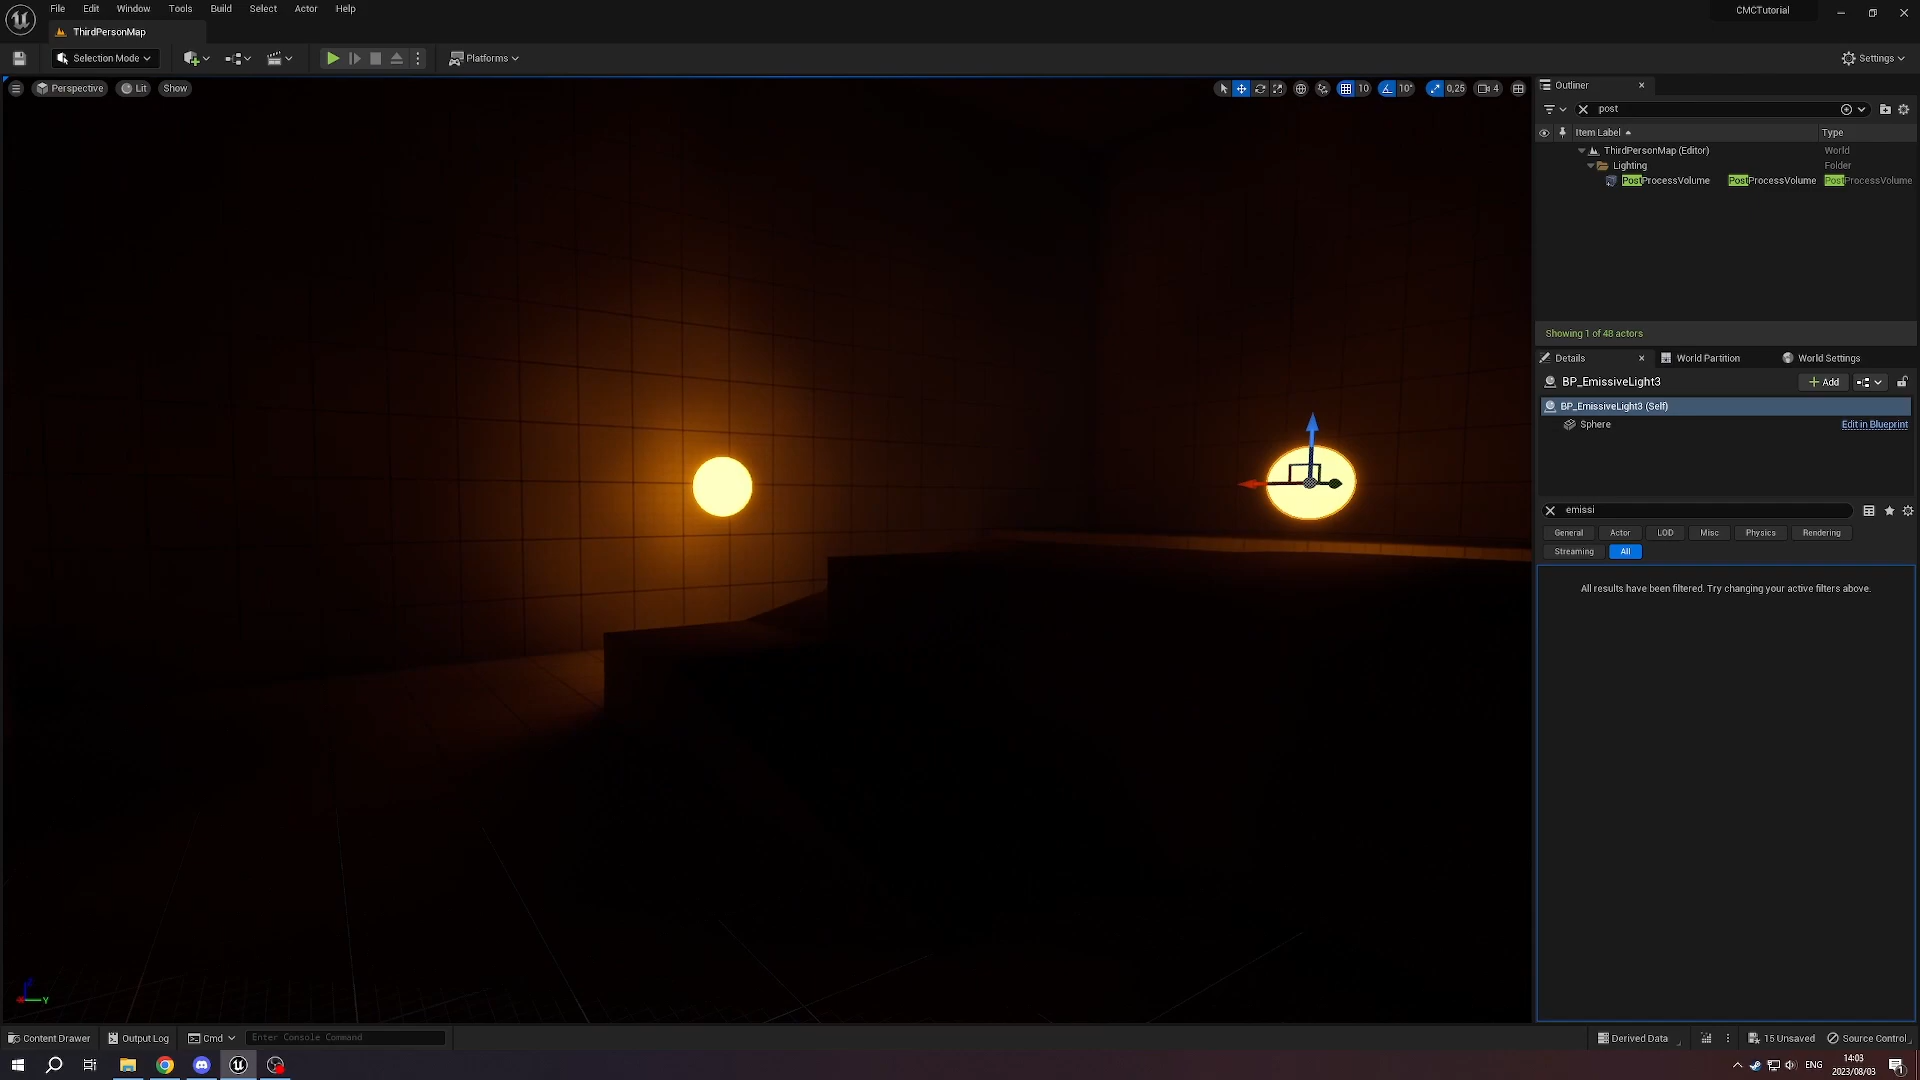 File Edit Window Tools Build Select Actor Help
CMCTutorial
ThirdPersonMap
Selection Mode
Platforms
Settings
Perspective Lit Show
10 10° 0,25 4
Outliner
post
Item Label Type
ThirdPersonMap (Editor) World
Lighting Folder
PostProcessVolume PostProcessVolume PostProcessVolume
Showing 1 of 48 actors
Details World Partition World Settings
BP_EmissiveLight3 Add
BP_EmissiveLight3 (Self)
Sphere Edit in Blueprint
emissi
General Actor LOD Misc Physics Rendering
Streaming All
All results have been filtered. Try changing your active filters above.
Y
Content Drawer Output Log Cmd Enter Console Command Derived Data 15 Unsaved Source Control
ENG
14:03
2023/08/03
1